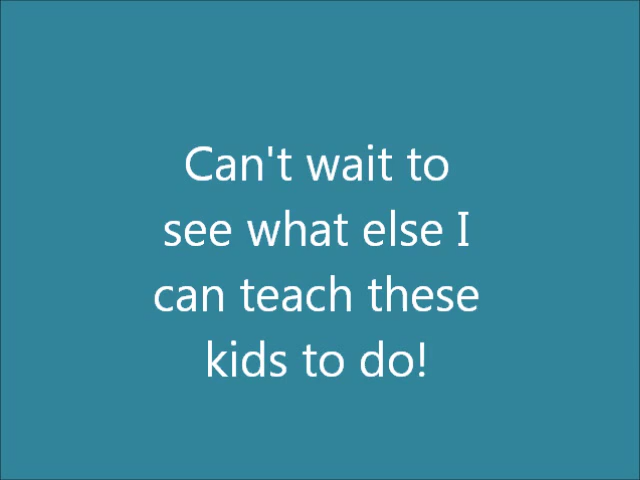 Can't wait to
see what else I
can teach these
kids to do!